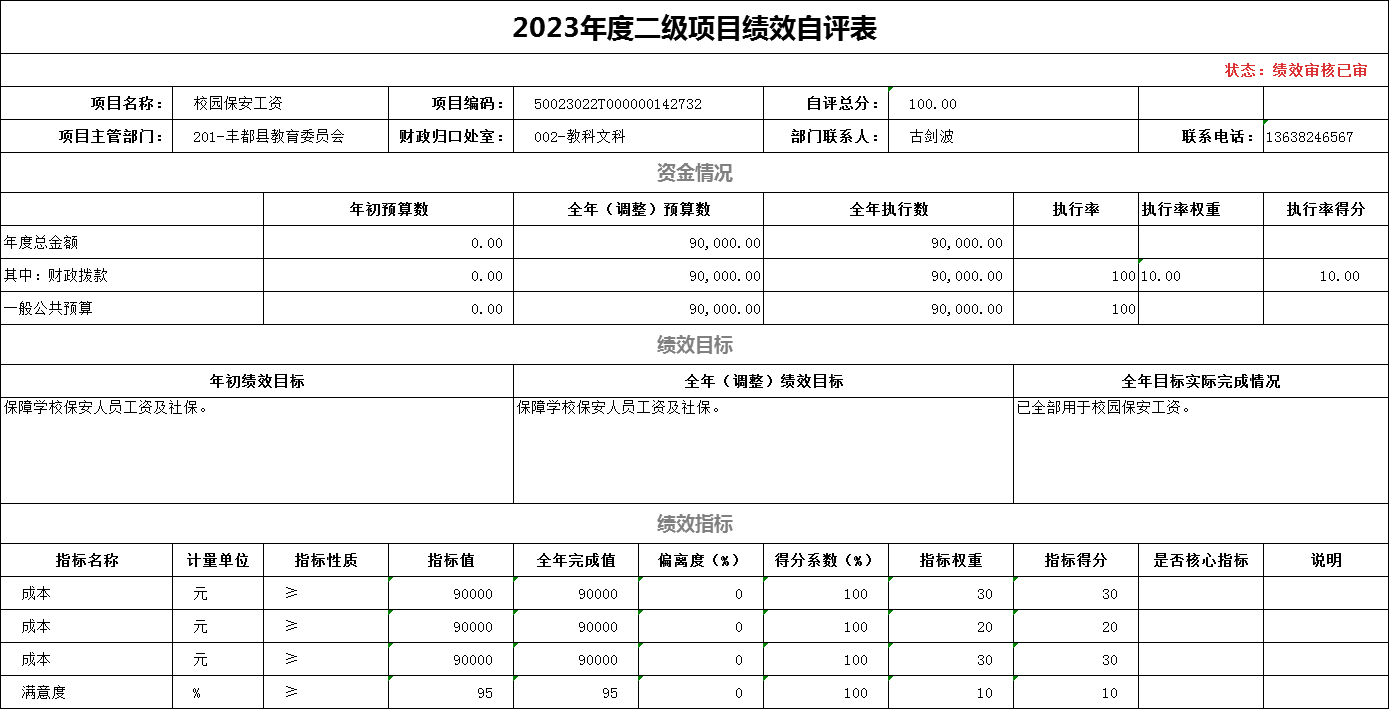 2023年度二级项目绩效自评表
状态：绩效审核已审
项目名称： 校园保安工资 项目编码： 50023022T000000142732 自评总分： 100.00
项目主管部门： 201-丰都县教育委员会 财政归口处室： 002-教科文科 部门联系人： 古剑波 联系电话： 13638246567
资金情况
年初预算数 全年（调整）预算数 全年执行数 执行率 执行率权重 执行率得分
年度总金额 0.00 90,000.00 90,000.00
其中：财政拨款 0.00 90,000.00 90,000.00 100 10.00 10.00
一般公共预算 0.00 90,000.00 90,000.00 100
绩效目标
年初绩效目标 全年（调整）绩效目标 全年目标实际完成情况
保障学校保安人员工资及社保。 保障学校保安人员工资及社保。 已全部用于校园保安工资。
绩效指标
指标名称 计量单位 指标性质 指标值 全年完成值 偏离度（%） 得分系数（%） 指标权重 指标得分 是否核心指标 说明
成本 元 ≥ 90000 90000 0 100 30 30
成本 元 ≥ 90000 90000 0 100 20 20
成本 元 ≥ 90000 90000 0 100 30 30
满意度 % ≥ 95 95 0 100 10 10